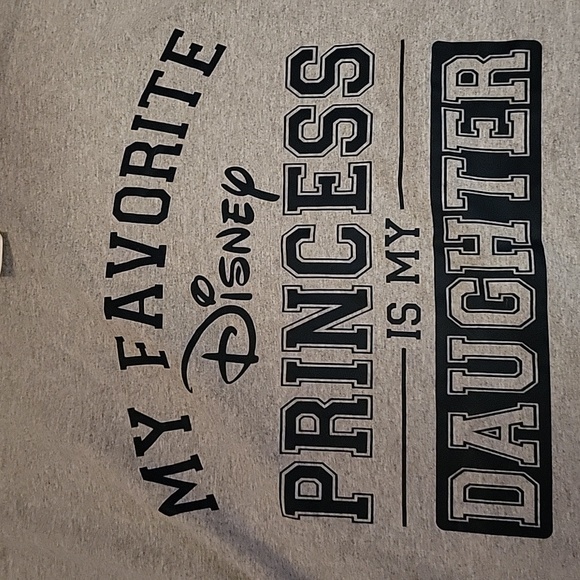 MY FAVORITE
DISNEY
PRINCESS
IS MY
DAUGHTER